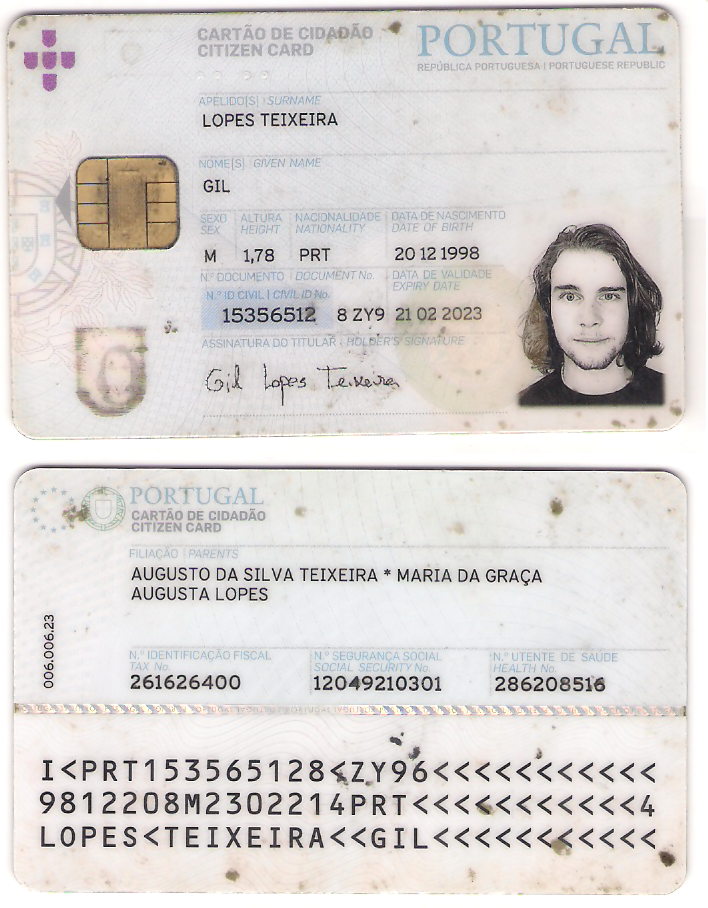 CARTÃO DE CIDADÃO
CITIZEN CARD
PORTUGAL
REPÚBLICA PORTUGUESA | PORTUGUESE REPUBLIC
APELIDO[S] | SURNAME
LOPES TEIXEIRA
NOME[S] | GIVEN NAME
GIL
SEXO ALTURA NACIONALIDADE DATA DE NASCIMENTO
SEX HEIGHT NATIONALITY DATE OF BIRTH
M 1,78 PRT 20 12 1998
N.º DOCUMENTO | DOCUMENT No. DATA DE VALIDADE
EXPIRY DATE
N.º ID CIVIL | CIVIL ID No.
15356512 8 ZY9 21 02 2023
ASSINATURA DO TITULAR | HOLDER'S SIGNATURE
Gil Lopes Teixeira
PORTUGAL
CARTÃO DE CIDADÃO
CITIZEN CARD
FILIAÇÃO | PARENTS
AUGUSTO DA SILVA TEIXEIRA * MARIA DA GRAÇA
AUGUSTA LOPES
006.006.23
N.º IDENTIFICAÇÃO FISCAL N.º SEGURANÇA SOCIAL N.º UTENTE DE SAÚDE
TAX No. SOCIAL SECURITY No. HEALTH No.
261626400 12049210301 286208516
I<PRT153565128<ZY96<<<<<<<<<<<
9812208M2302214PRT<<<<<<<<<<<4
LOPES<TEIXEIRA<<GIL<<<<<<<<<<<